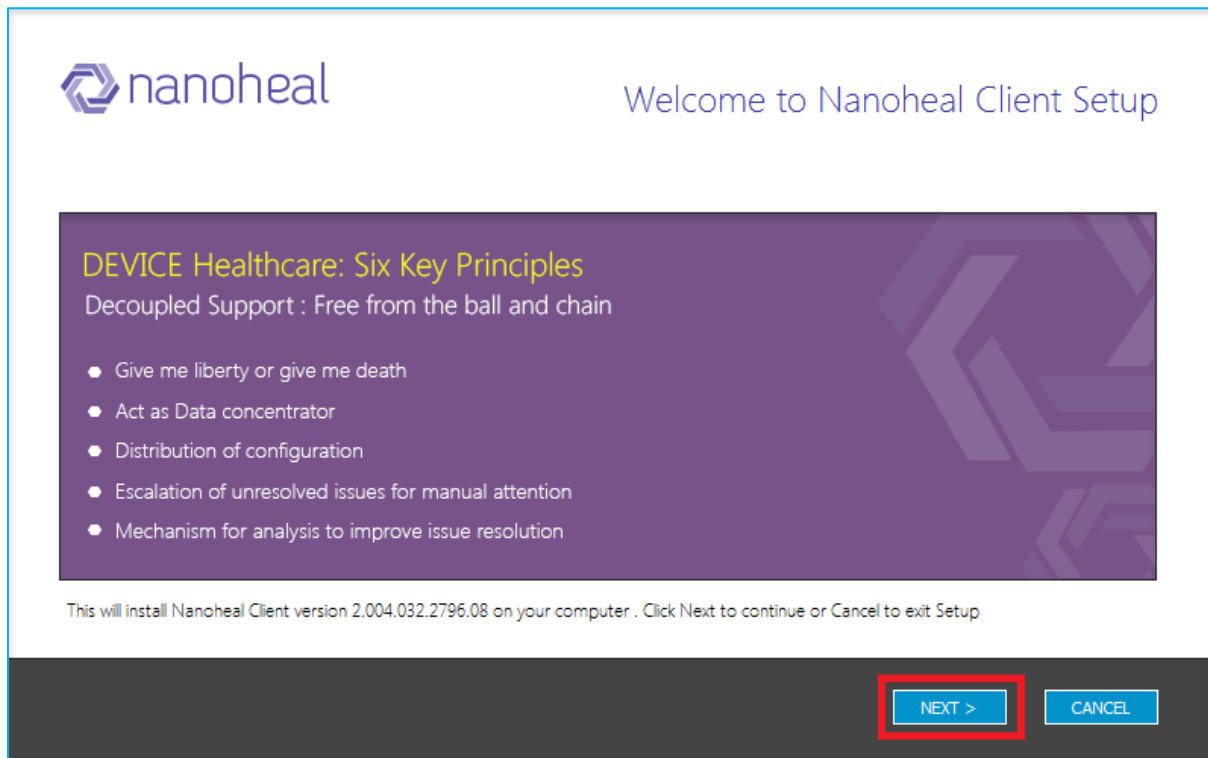 nanoheal
Welcome to Nanoheal Client Setup
DEVICE Healthcare: Six Key Principles
Decoupled Support : Free from the ball and chain
Give me liberty or give me death
Act as Data concentrator
Distribution of configuration
Escalation of unresolved issues for manual attention
Mechanism for analysis to improve issue resolution
This will install Nanoheal Client version 2.004.032.2796.08 on your computer . Click Next to continue or Cancel to exit Setup
NEXT >
CANCEL